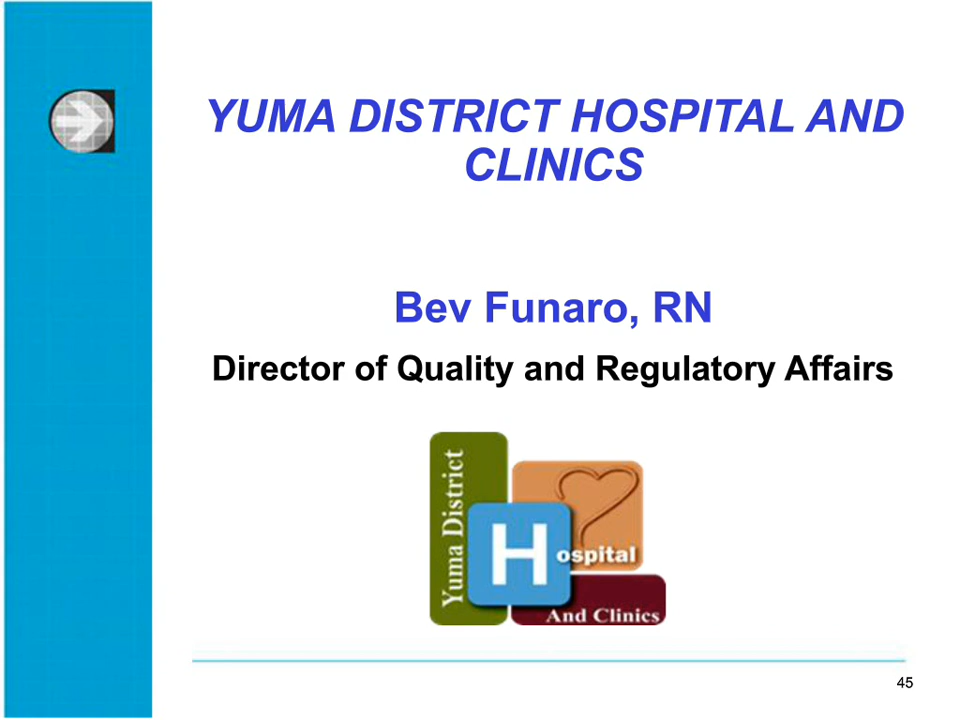 YUMA DISTRICT HOSPITAL AND
CLINICS
Bev Funaro, RN
Director of Quality and Regulatory Affairs
Yuma District
Hospital
And Clinics
45